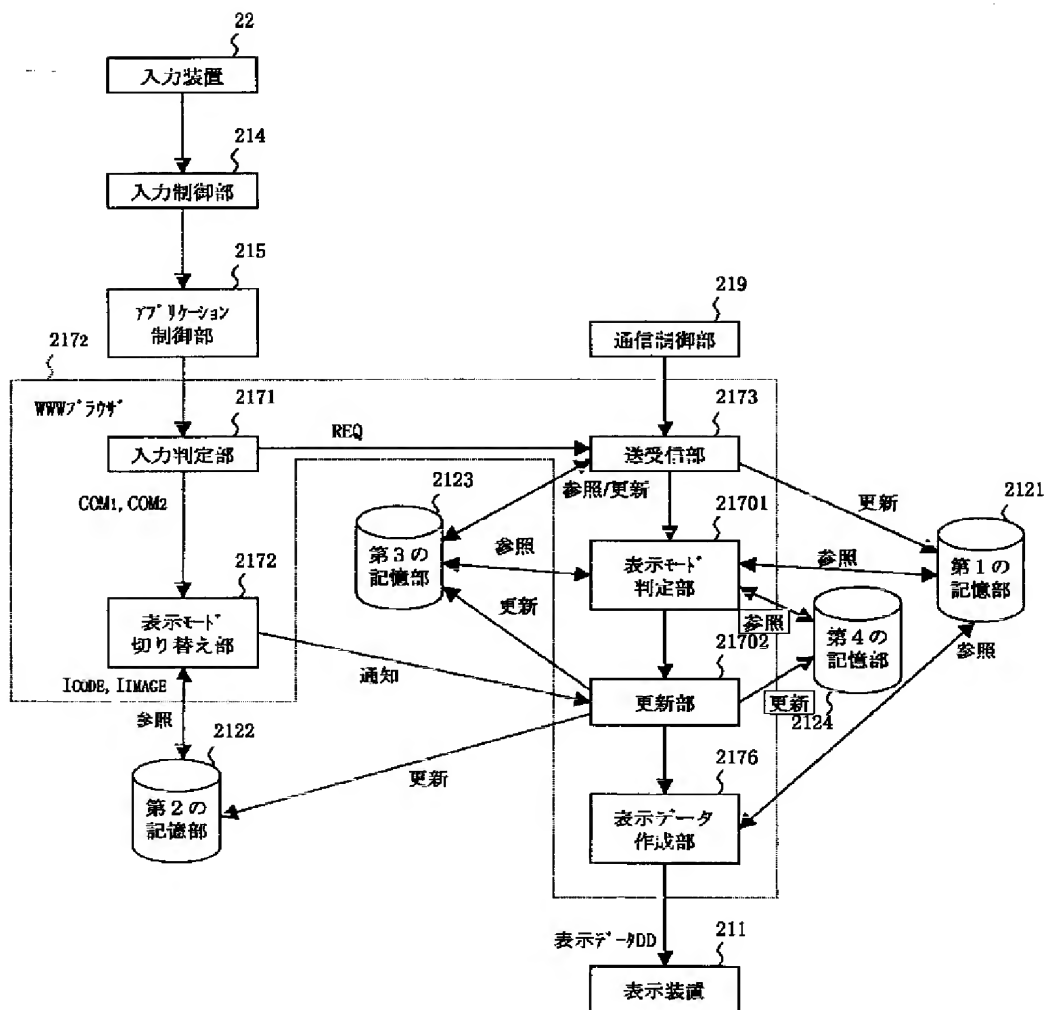 22
入力装置
214
入力制御部
215
ｱﾌﾟﾘｹｰｼｮﾝ
制御部
219
通信制御部
2172
WWWﾌﾞﾗｳｻﾞ
2171
入力判定部
REQ
2173
送受信部
COM1, COM2
参照/更新
更新
2123
第３の
記憶部
21701
表示ﾓｰﾄﾞ
判定部
2121
第１の
記憶部
参照
参照
2172
表示ﾓｰﾄﾞ
切り替え部
更新
参照
第４の
記憶部
2124
21702
更新部
更新
参照
通知
ICODE, IIMAGE
参照
2122
第２の
記憶部
更新
2176
表示データ
作成部
表示ﾃﾞｰﾀDD
211
表示装置